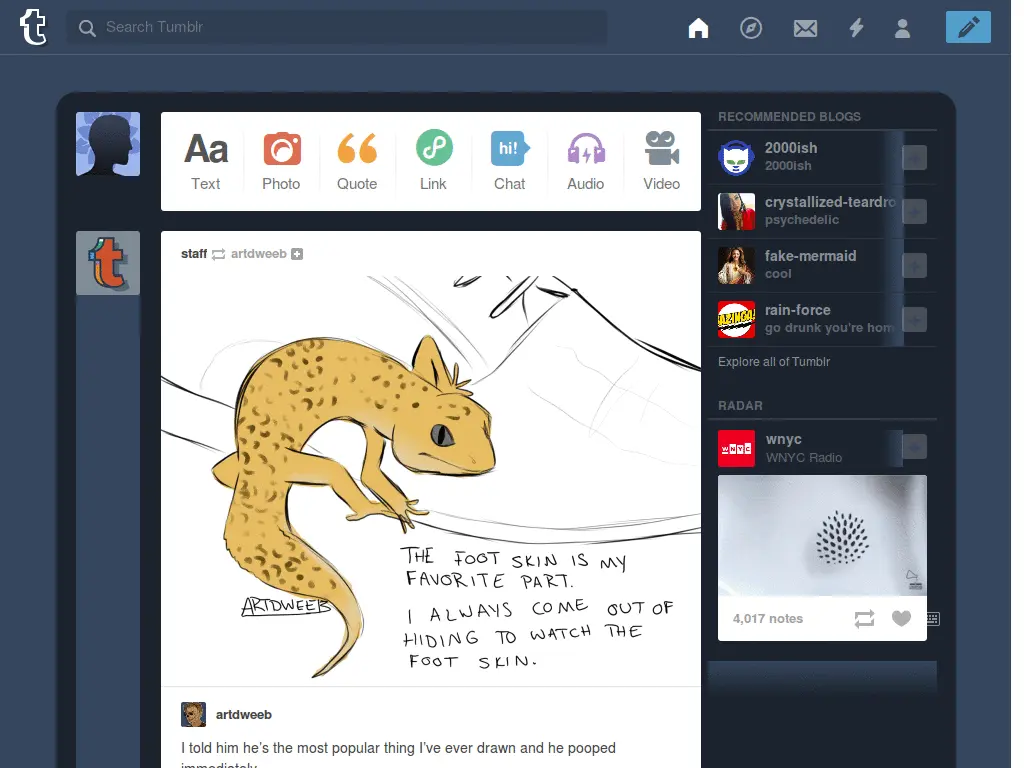 Search Tumblr
Aa
hi!
Text
Photo
Quote
Link
Chat
Audio
Video
staff artdweeb
THE FOOT SKIN IS MY
FAVORITE PART.
I ALWAYS COME OUT OF
HIDING TO WATCH THE
FOOT SKIN.
ARTDWEEB
artdweeb
I told him he's the most popular thing I've ever drawn and he pooped
immediately
RECOMMENDED BLOGS
2000ish
2000ish
crystallized-teardro
psychedelic
fake-mermaid
cool
rain-force
go drunk you're hom
Explore all of Tumblr
RADAR
WNYC
wnyc
WNYC Radio
4,017 notes